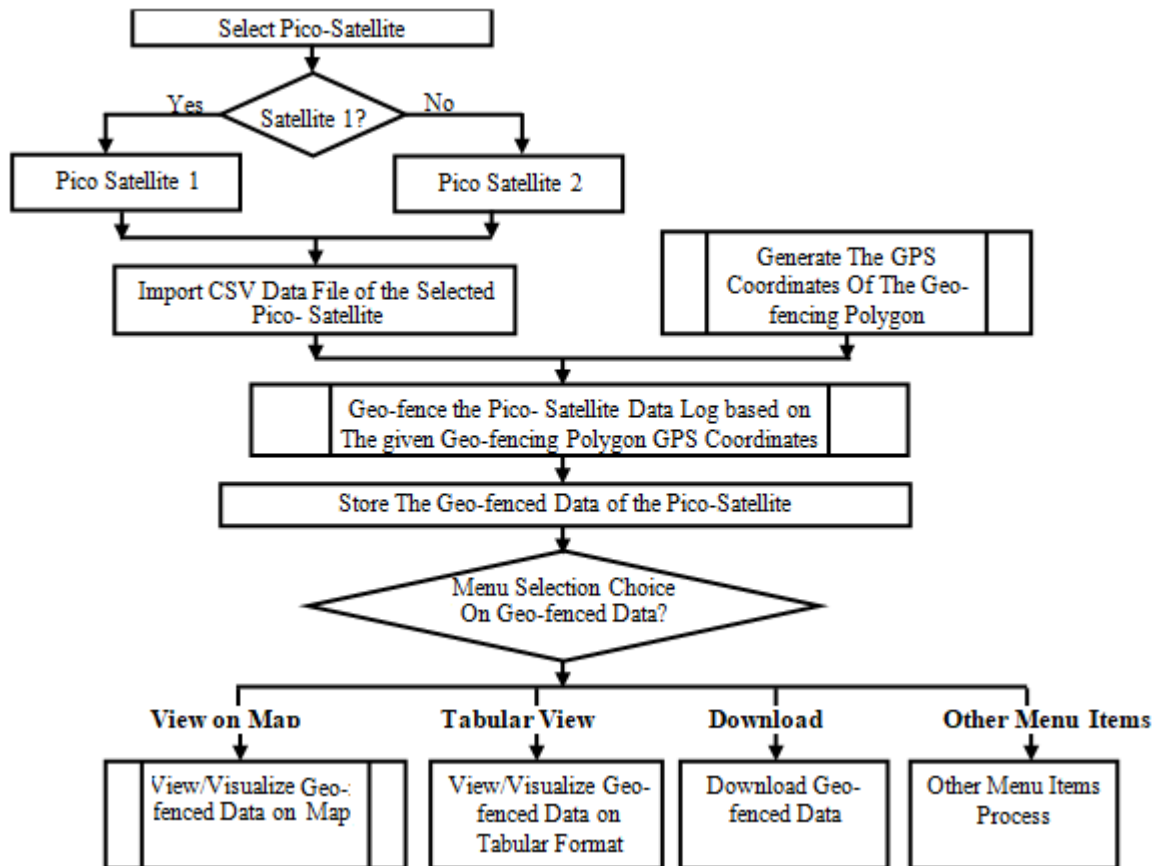 Select Pico-Satellite
Yes
Satellite 1?
No
Pico Satellite 1
Pico Satellite 2
Import CSV Data File of the Selected
Pico- Satellite
Generate The GPS
Coordinates Of The Geo-
fencing Polygon
Geo-fence the Pico- Satellite Data Log based on
The given Geo-fencing Polygon GPS Coordinates
Store The Geo-fenced Data of the Pico-Satellite
Menu Selection Choice
On Geo-fenced Data?
View on Map
Tabular View
Download
Other Menu Items
View/Visualize Geo-
fenced Data on Map
View/Visualize Geo-
fenced Data on
Tabular Format
Download Geo-
fenced Data
Other Menu Items
Process